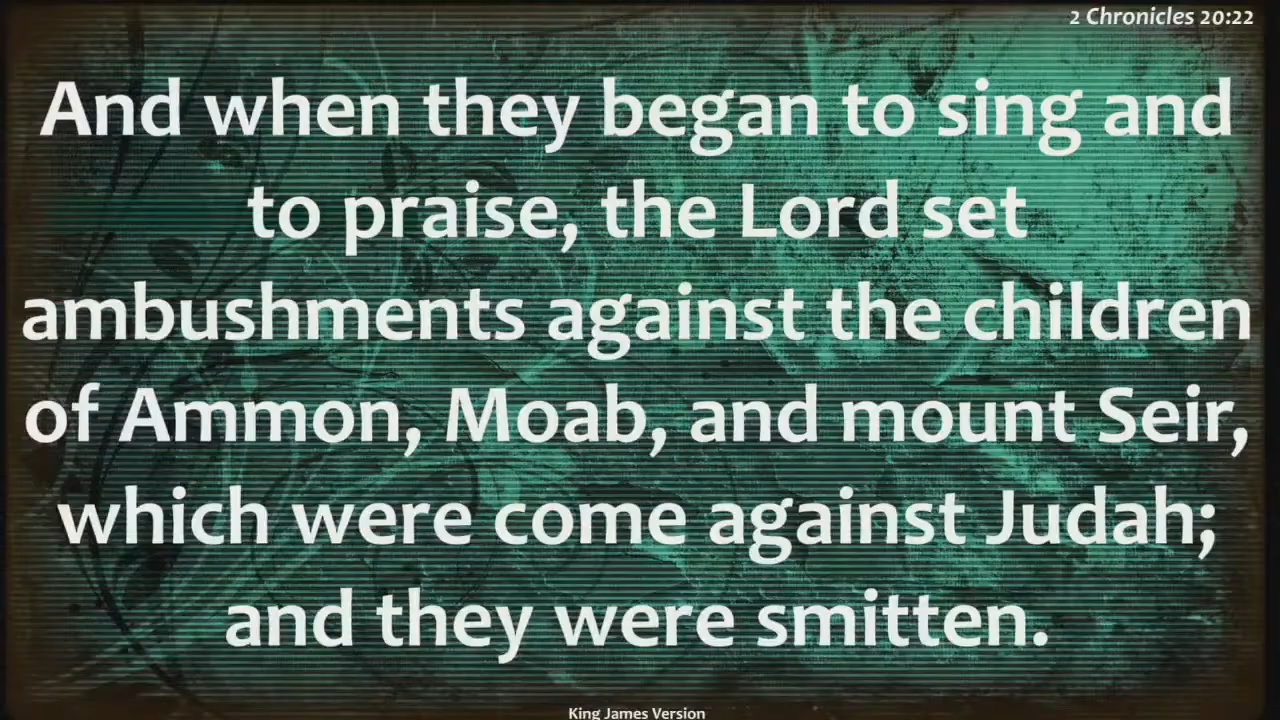 2 Chronicles 20:22
And when they began to sing and
to praise, the Lord set
ambushments against the children
of Ammon, Moab, and mount Seir,
which were come against Judah;
and they were smitten.
King James Version